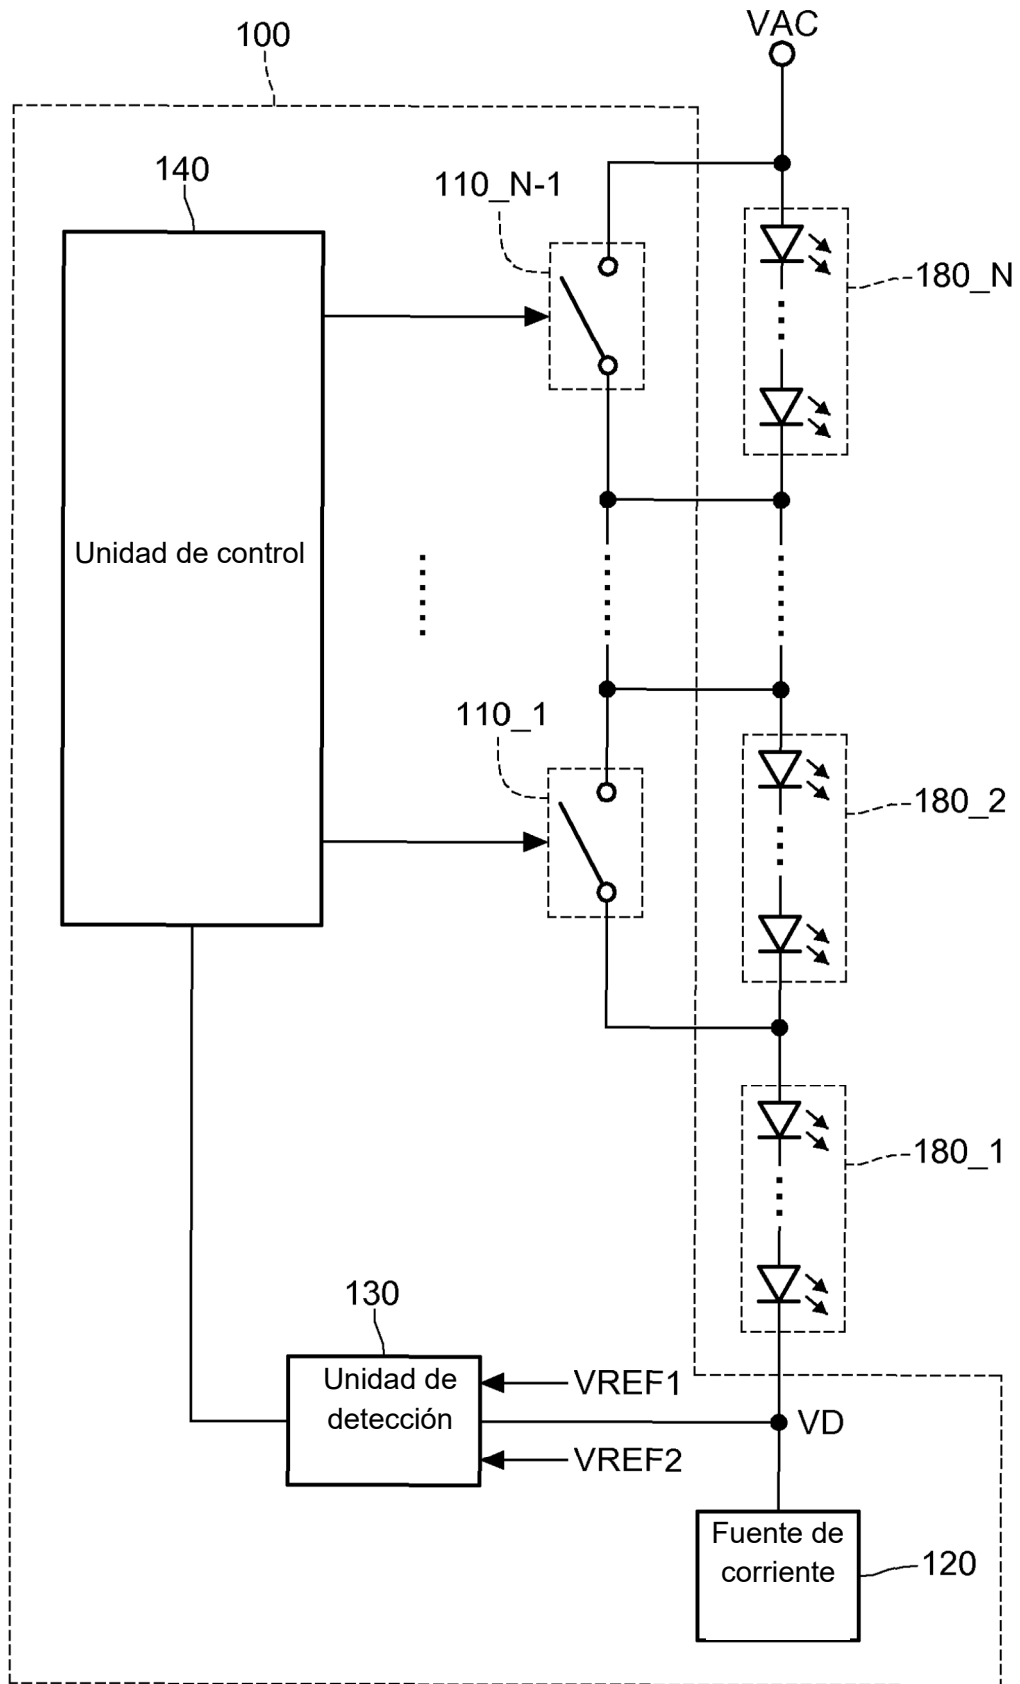 VAC
100
140
110_N-1
180_N
Unidad de control
110_1
180_2
180_1
130
Unidad de
detección
VREF1
VD
VREF2
Fuente de
corriente
120